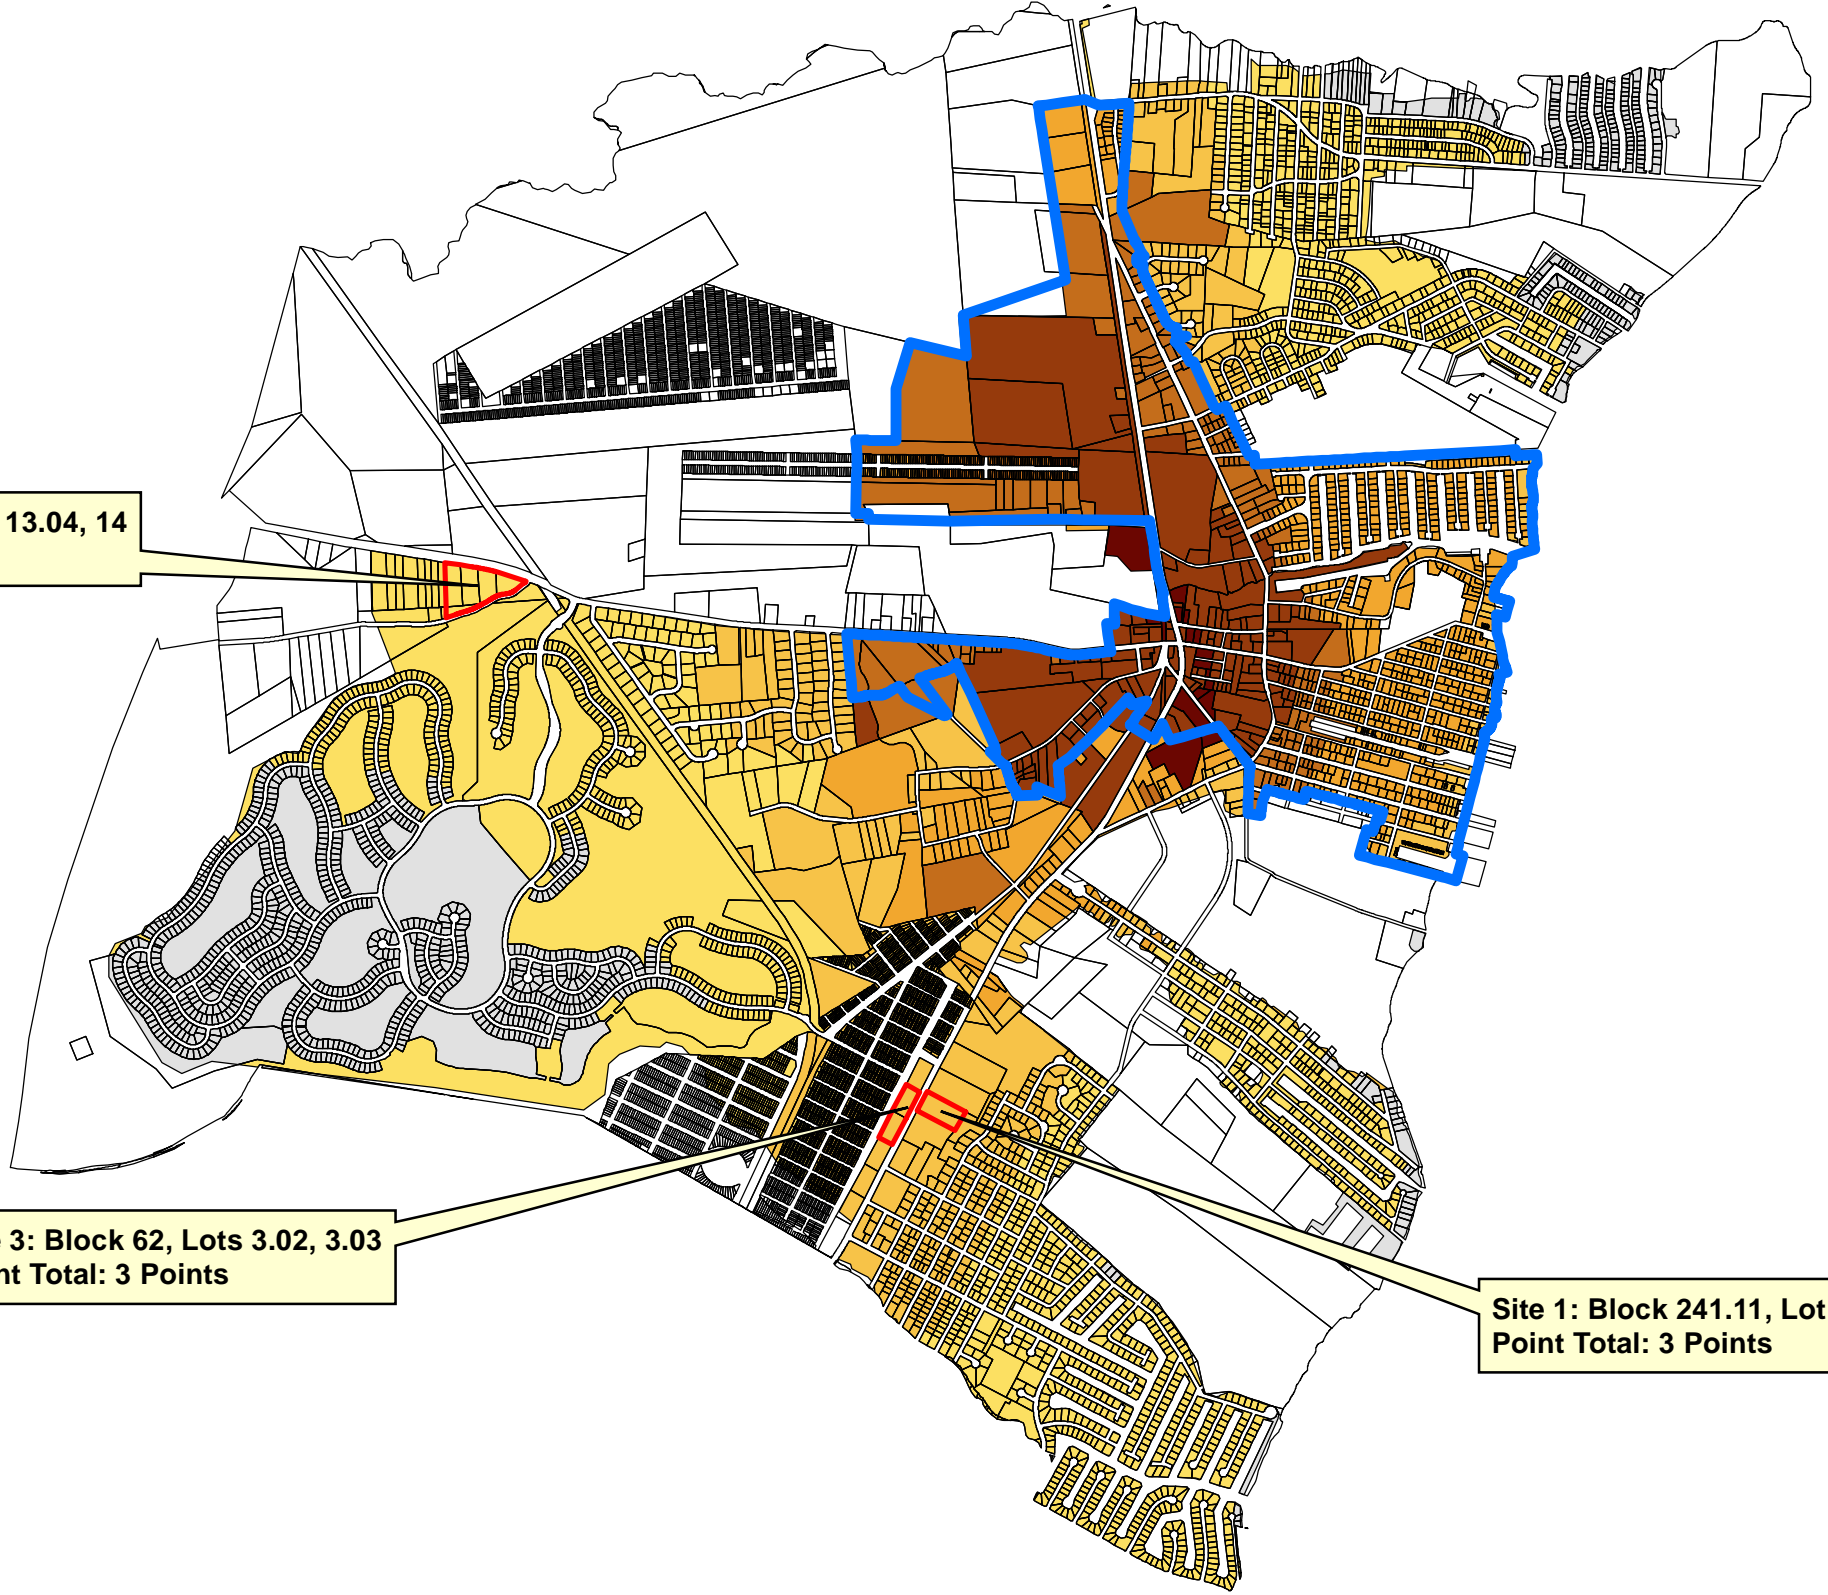 13.04, 14
3: Block 62, Lots 3.02, 3.03
nt Total: 3 Points
Site 1: Block 241.11, Lot
Point Total: 3 Points